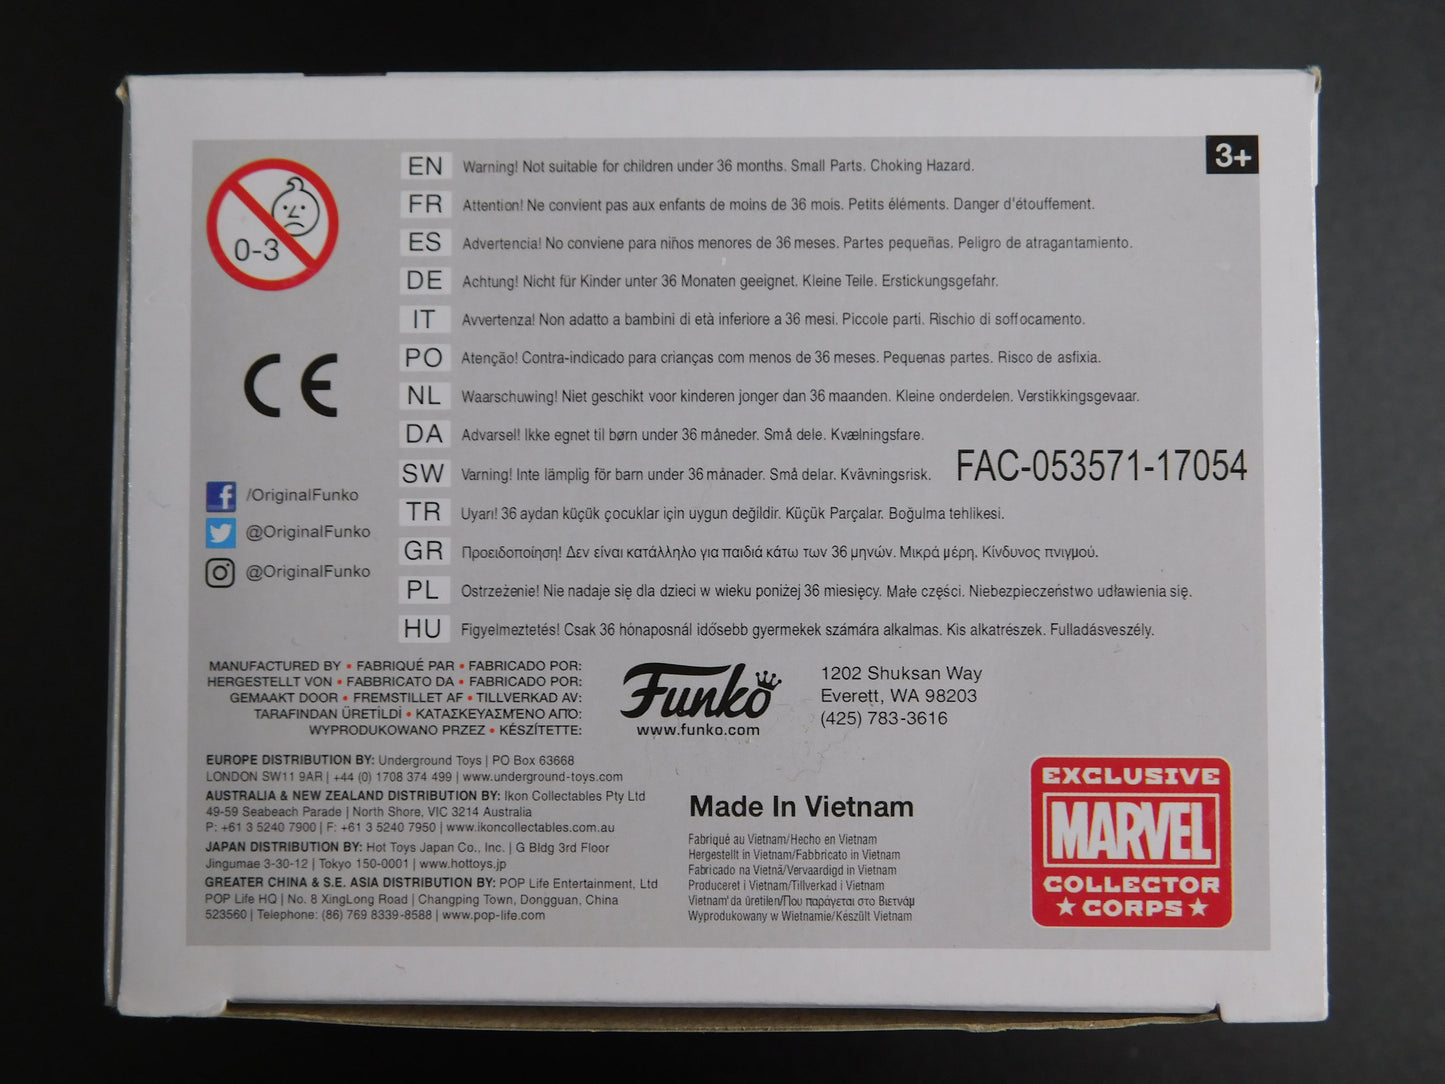 0-3
3+
EN Warning! Not suitable for children under 36 months. Small Parts. Choking Hazard.
FR Attention! Ne convient pas aux enfants de moins de 36 mois. Petits éléments. Danger d'étouffement.
ES Advertencia! No conviene para niños menores de 36 meses. Partes pequeñas. Peligro de atragantamiento.
DE Achtung! Nicht für Kinder unter 36 Monaten geeignet. Kleine Teile. Erstickungsgefahr.
IT Avvertenza! Non adatto a bambini di età inferiore a 36 mesi. Piccole parti. Rischio di soffocamento.
PO Atenção! Contra-indicado para crianças com menos de 36 meses. Pequenas partes. Risco de asfixia.
NL Waarschuwing! Niet geschikt voor kinderen jonger dan 36 maanden. Kleine onderdelen. Verstikkingsgevaar.
DA Advarsel! Ikke egnet til børn under 36 måneder. Små dele. Kvælningsfare.
SW Varning! Inte lämplig för barn under 36 månader. Små delar. Kvävningsrisk.
TR Uyarı! 36 aydan küçük çocuklar için uygun değildir. Küçük Parçalar. Boğulma tehlikesi.
GR Προειδοποίηση! Δεν είναι κατάλληλο για παιδιά κάτω των 36 μηνών. Μικρά μέρη. Κίνδυνος πνιγμού.
PL Ostrzeżenie! Nie nadaje się dla dzieci w wieku poniżej 36 miesięcy. Małe części. Niebezpieczeństwo udławienia się.
HU Figyelmeztetés! Csak 36 hónaposnál idősebb gyermekek számára alkalmas. Kis alkatrészek. Fulladásveszély.
FAC-053571-17054
CE
/OriginalFunko
@OriginalFunko
@OriginalFunko
MANUFACTURED BY • FABRIQUÉ PAR • FABRICADO POR:
HERGESTELLT VON • FABBRICATO DA • FABRICADO POR:
GEMAAKT DOOR • FREMSTILLET AF • TILLVERKAD AV:
TARAFINDAN ÜRETİLDİ • ΚΑΤΑΣΚΕΥΑΣΜΈΝΟ ΑΠΌ:
WYPRODUKOWANO PRZEZ • KÉSZÍTETTE:
Funko
www.funko.com
1202 Shuksan Way
Everett, WA 98203
(425) 783-3616
EUROPE DISTRIBUTION BY: Underground Toys | PO Box 63668
LONDON SW11 9AR | +44 (0) 1708 374 499 | www.underground-toys.com
AUSTRALIA & NEW ZEALAND DISTRIBUTION BY: Ikon Collectables Pty Ltd
49-59 Seabeach Parade | North Shore, VIC 3214 Australia
P: +61 3 5240 7900 | F: +61 3 5240 7950 | www.ikoncollectables.com.au
JAPAN DISTRIBUTION BY: Hot Toys Japan Co., Inc. | G Bldg 3rd Floor
Jingumae 3-30-12 | Tokyo 150-0001 | www.hottoys.jp
GREATER CHINA & S.E. ASIA DISTRIBUTION BY: POP Life Entertainment, Ltd
POP Life HQ | No. 8 XingLong Road | Changping Town, Dongguan, China
523560 | Telephone: (86) 769 8339-8588 | www.pop-life.com
Made In Vietnam
Fabriqué au Vietnam/Hecho en Vietnam
Hergestellt in Vietnam/Fabbricato in Vietnam
Fabricado na Vietnã/Vervaardigd in Vietnam
Produceret i Vietnam/Tillverkad i Vietnam
Vietnam'da üretilen/Που παράγεται στο Βιετνάμ
Wyprodukowany w Wietnamie/Készült Vietnam
EXCLUSIVE
MARVEL
COLLECTOR
CORPS